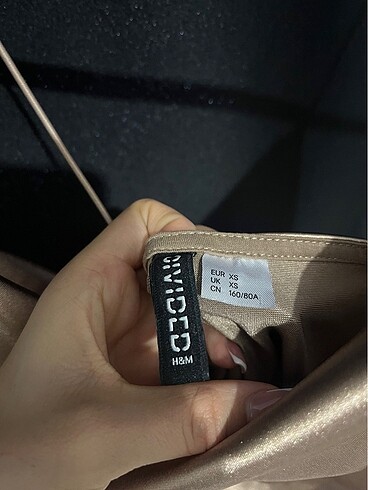 DIVIDED
H&M
EUR XS
UK XS
CN 160/80A